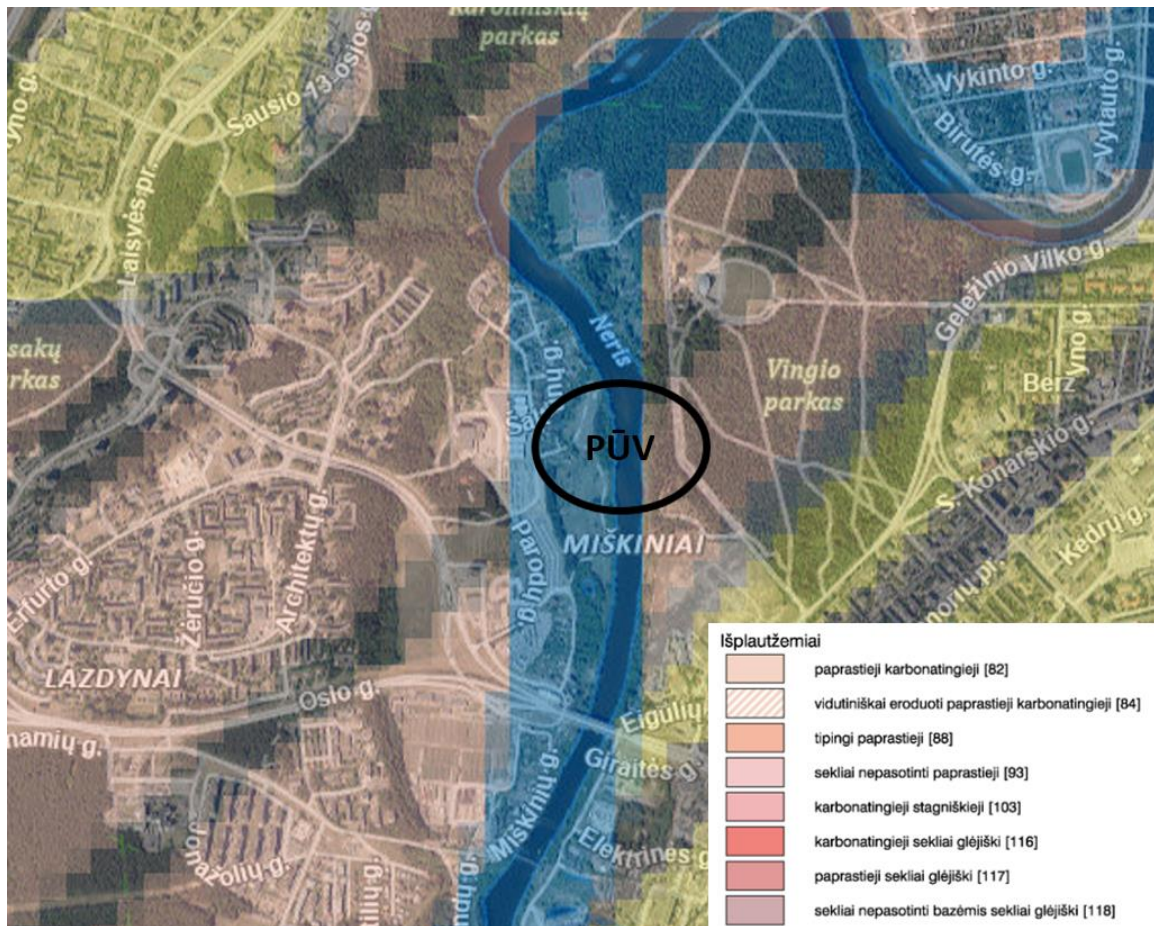 Karoliniškių
parkas
yno g.
Sausio 13-osios g.
Laisvės pr.
Vykinto g.
Birutės g.
Vytauto g.
Geležinio Vilko g.
Neris
Vingio
parkas
Berž
yno g.
PŪV
S. Konarskio g.
Kedrų g.
MIŠKINIAI
Erfurto g.
Žėručio g.
Architektų g.
LAZDYNAI
Oslo g.
namių g.
Eigulių
Giraitės g.
Miškinių g.
Elektrinės g.
Išplautžemiai
paprastieji karbonatingieji [82]
vidutiniškai eroduoti paprastieji karbonatingieji [84]
tipingi paprastieji [88]
sekliai nepasotinti paprastieji [93]
karbonatingieji stagniškieji [103]
karbonatingieji sekliai glėjiški [116]
paprastieji sekliai glėjiški [117]
sekliai nepasotinti bazėmis sekliai glėjiški [118]